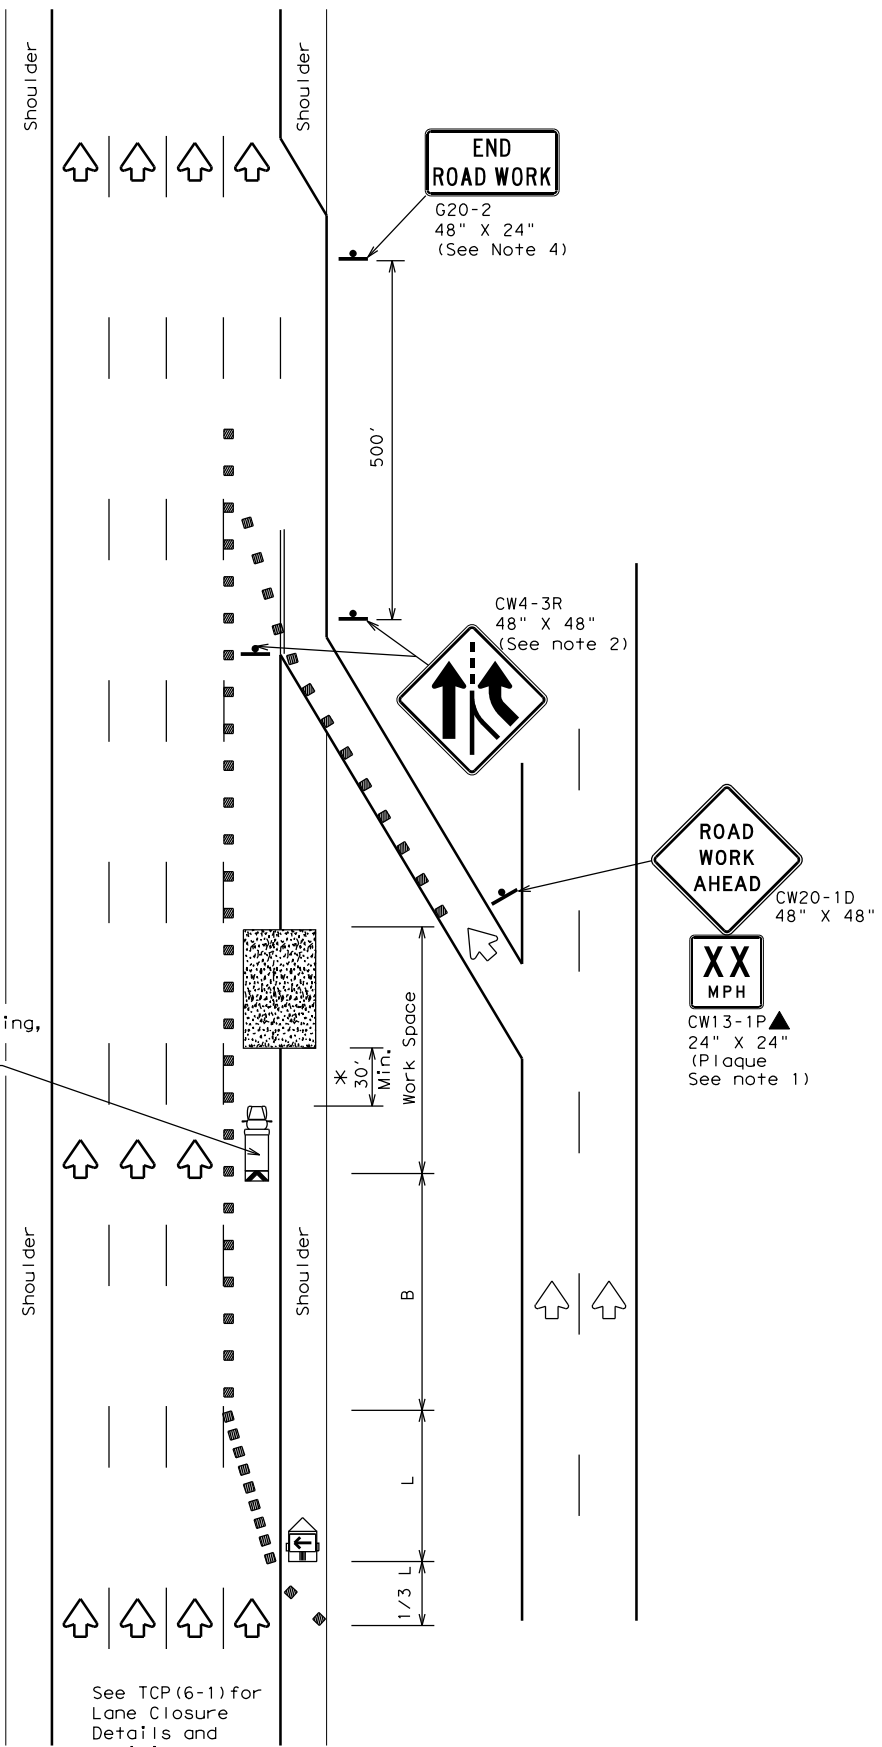 Shoulder
Shoulder
END
ROAD WORK
G20-2
48" X 24"
(See Note 4)
500'
CW4-3R
48" X 48"
(See note 2)
ROAD
WORK
AHEAD
CW20-1D
48" X 48"
XX
MPH
CW13-1P
24" X 24"
(Plaque
See note 1)
ing,
* 30'
Min.
Work Space
Shoulder
Shoulder
B
L
1/3 L
See TCP(6-1)for
Lane Closure
Details and